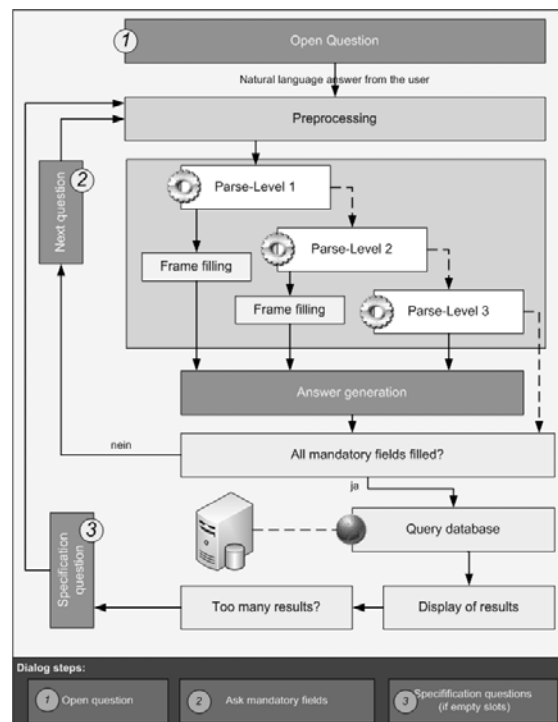 1
Open Question
Natural language answer from the user
Preprocessing
2
Next question
Parse-Level 1
Parse-Level 2
Frame filling
Parse-Level 3
Frame filling
Answer generation
nein
All mandatory fields filled?
ja
3
Specification
question
Query database
Too many results?
Display of results
Dialog steps:
1
Open question
2
Ask mandatory fields
3
Specifification questions
(if empty slots)